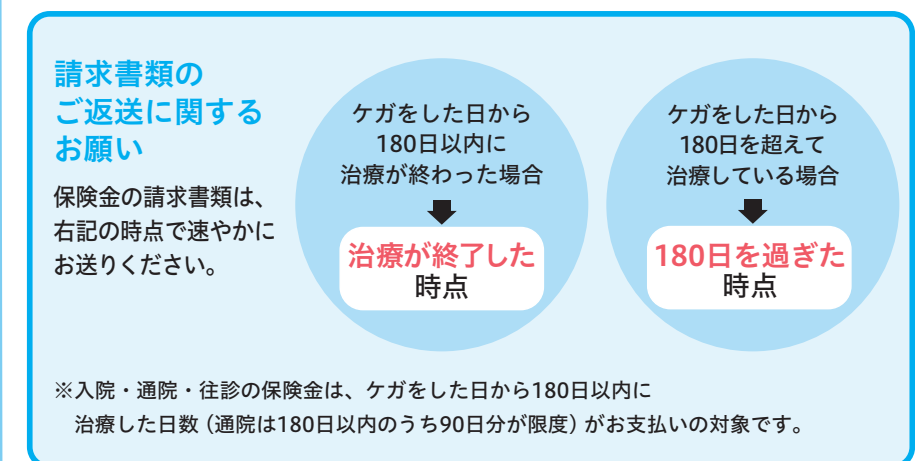 請求書類の
ご返送に関する
お願い
保険金の請求書類は、
右記の時点で速やかに
お送りください。
ケガをした日から
180日以内に
治療が終わった場合
治療が終了した
時点
ケガをした日から
180日を超えて
治療している場合
180日を過ぎた
時点
※入院・通院・往診の保険金は、ケガをした日から180日以内に
治療した日数（通院は180日以内のうち90日分が限度）がお支払いの対象です。